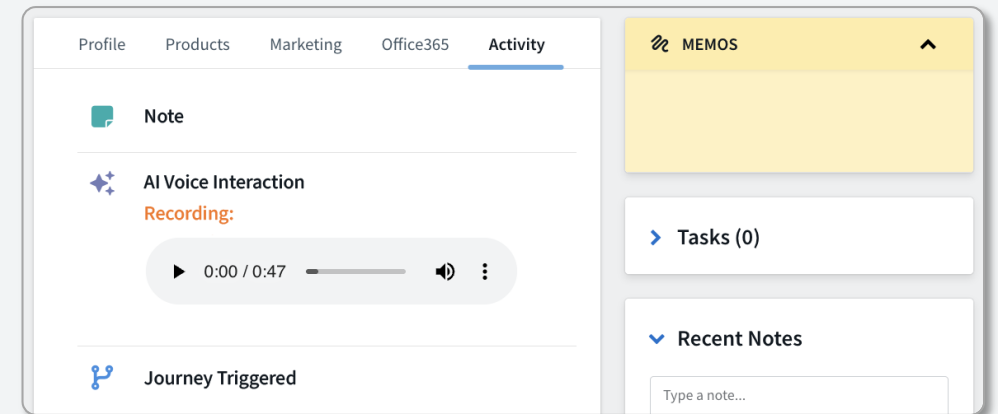 Profile Products Marketing Office365 Activity
Note
AI Voice Interaction
Recording:
0:00 / 0:47
Journey Triggered
MEMOS
Tasks (0)
Recent Notes
Type a note...